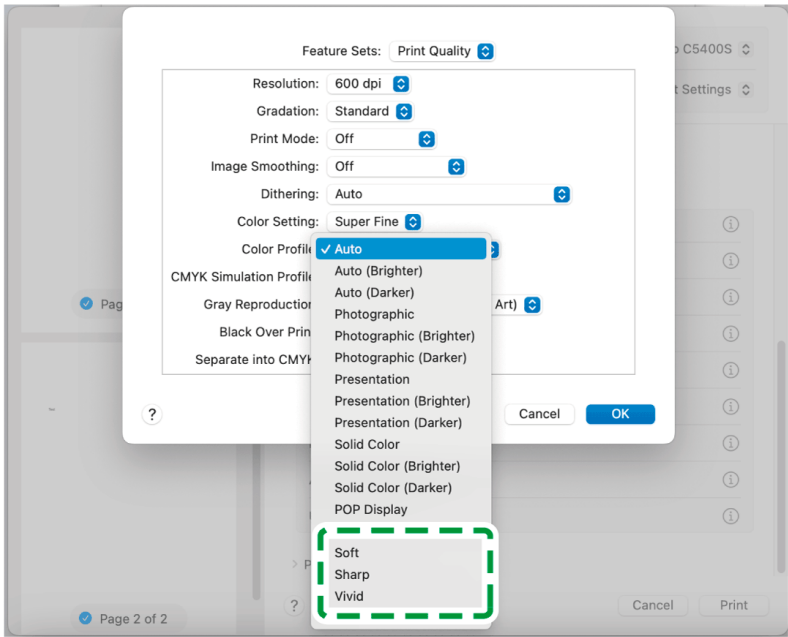 Feature Sets: Print Quality
C5400S
Resolution: 600 dpi
t Settings
Gradation: Standard
Print Mode: Off
Image Smoothing: Off
Dithering: Auto
Color Setting: Super Fine
Color Profile
✓ Auto
Auto (Brighter)
CMYK Simulation Profile
Auto (Darker)
Pag
Gray Reproduction
Art)
Photographic
Black Over Prin
Photographic (Brighter)
Separate into CMYK
Photographic (Darker)
Presentation
Presentation (Brighter)
Presentation (Darker)
?
Cancel
OK
Solid Color
Solid Color (Brighter)
Solid Color (Darker)
POP Display
Soft
P
Sharp
Vivid
?
Cancel
Print
Page 2 of 2